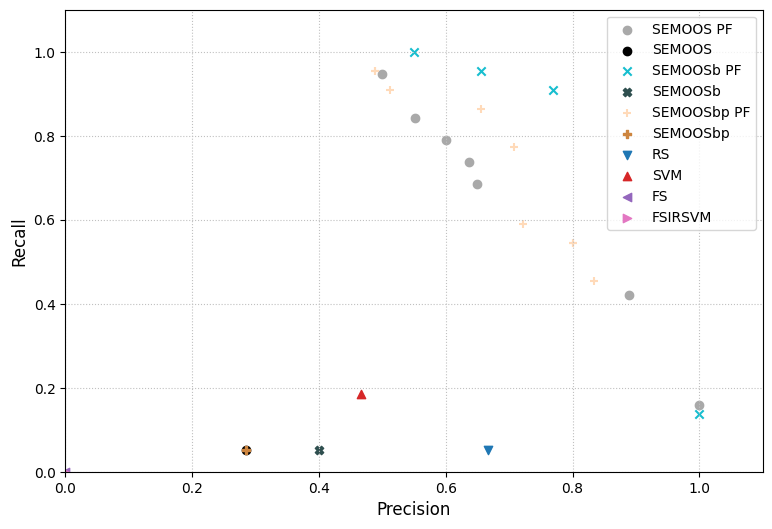 SEMOOS PF
SEMOOS
SEMOOSb PF
SEMOOSb
SEMOOSbp PF
SEMOOSbp
RS
SVM
FS
FSIRSVM
Recall
1.0
0.8
0.6
0.4
0.2
0.0
0.0 0.2 0.4 0.6 0.8 1.0
Precision